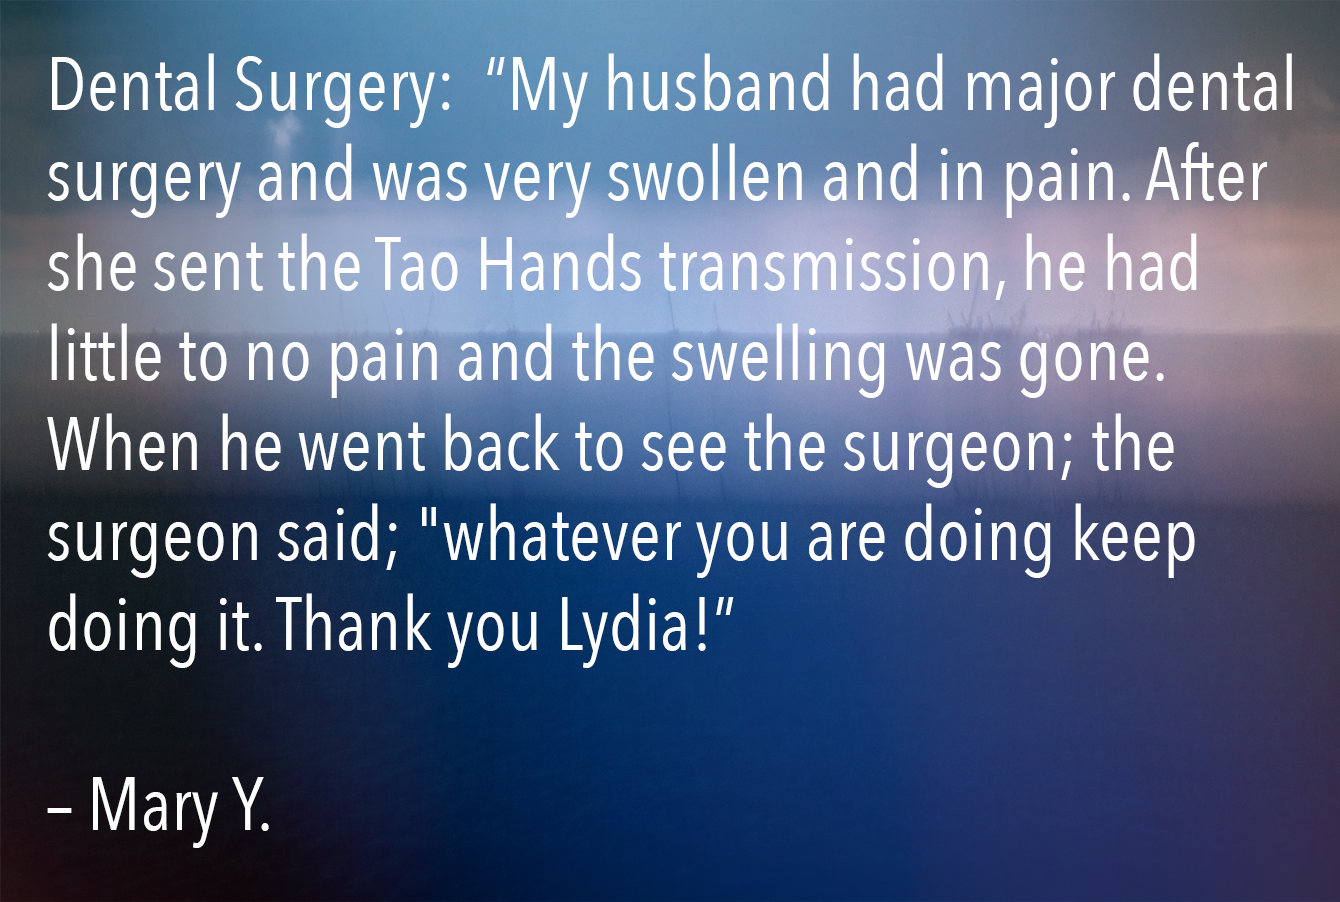 Dental Surgery:  “My husband had major dental
surgery and was very swollen and in pain. After
she sent the Tao Hands transmission, he had
little to no pain and the swelling was gone.
When he went back to see the surgeon; the
surgeon said; "whatever you are doing keep
doing it. Thank you Lydia!”
– Mary Y.